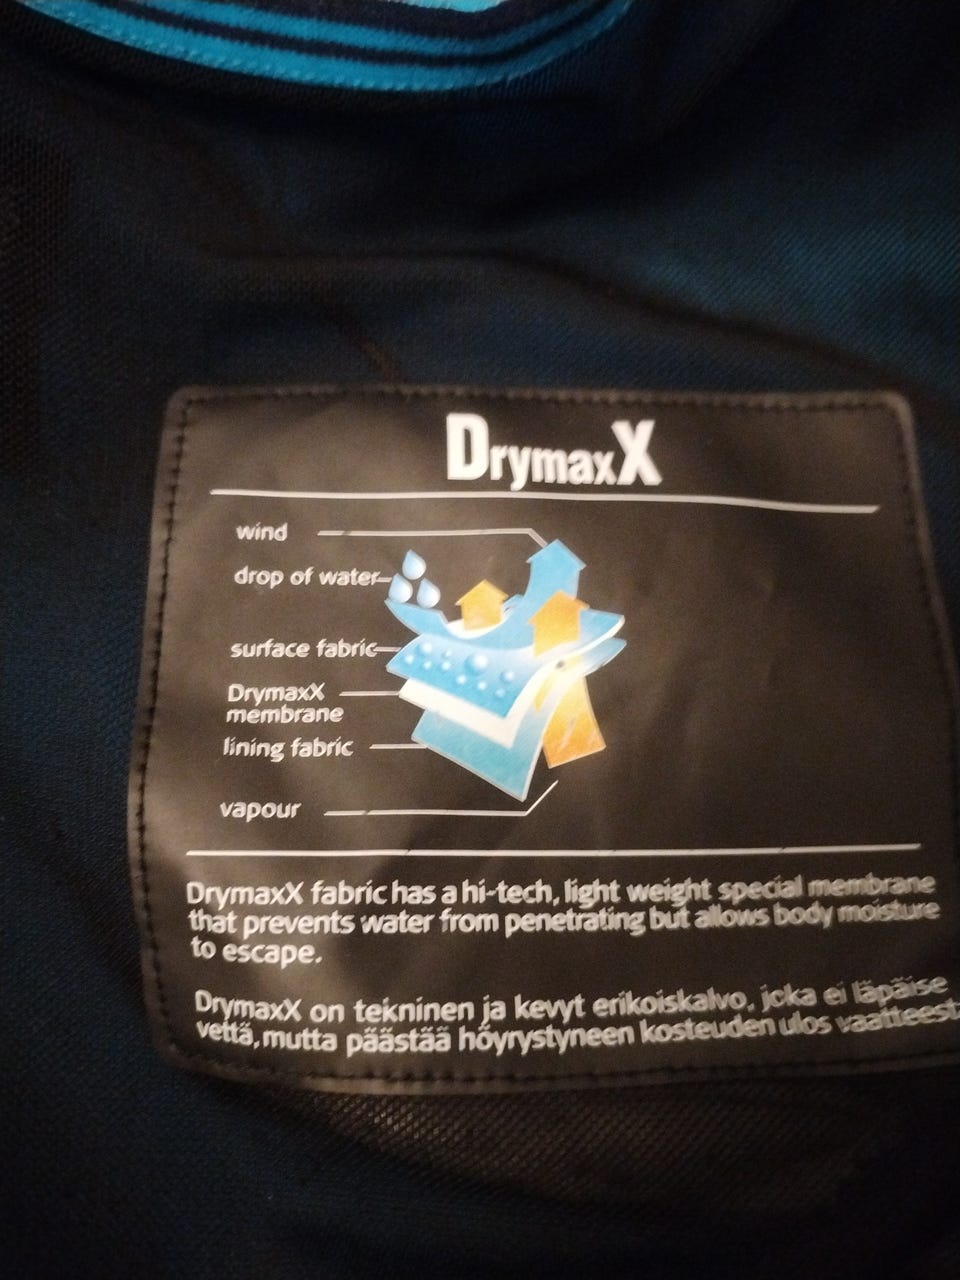 DrymaxX
wind
drop of water
surface fabric
DrymaxX
membrane
lining fabric
vapour
DrymaxX fabric has a hi-tech, light weight special membrane
that prevents water from penetrating but allows body moisture
to escape.
DrymaxX on tekninen ja kevyt erikoiskalvo, joka ei läpäise
vettä, mutta päästää höyrystyneen kosteuden ulos vaatteest